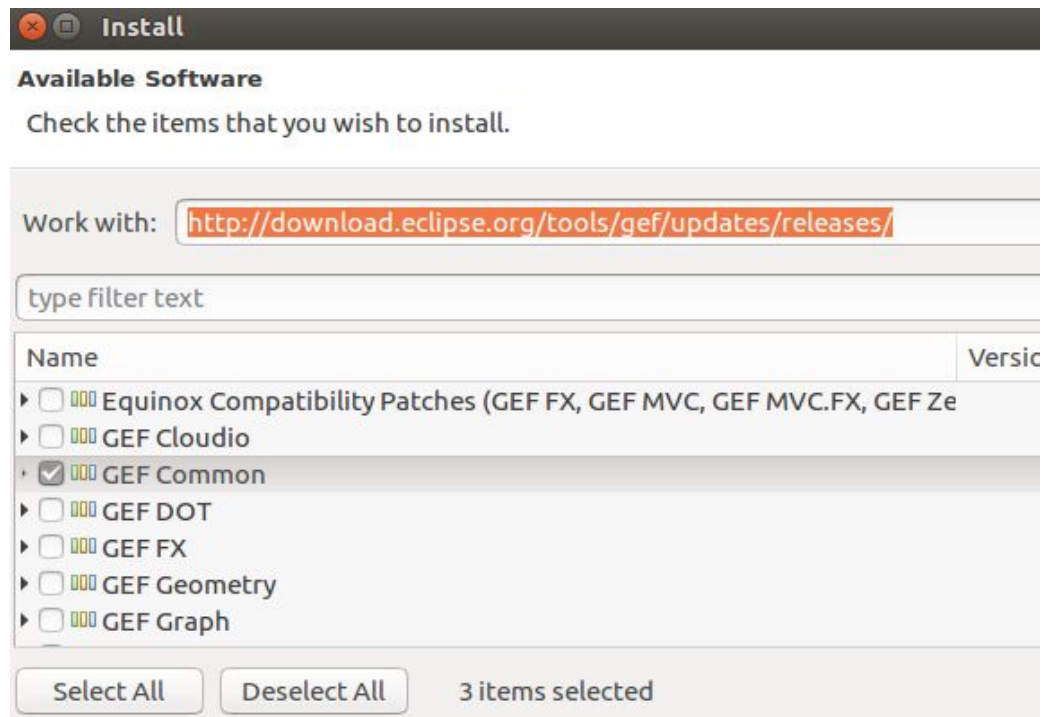 Install
Available Software
Check the items that you wish to install.
Work with: http://download.eclipse.org/tools/gef/updates/releases/
type filter text
Name Versio
Equinox Compatibility Patches (GEF FX, GEF MVC, GEF MVC.FX, GEF Ze
GEF Cloudio
GEF Common
GEF DOT
GEF FX
GEF Geometry
GEF Graph
Select All Deselect All 3 items selected